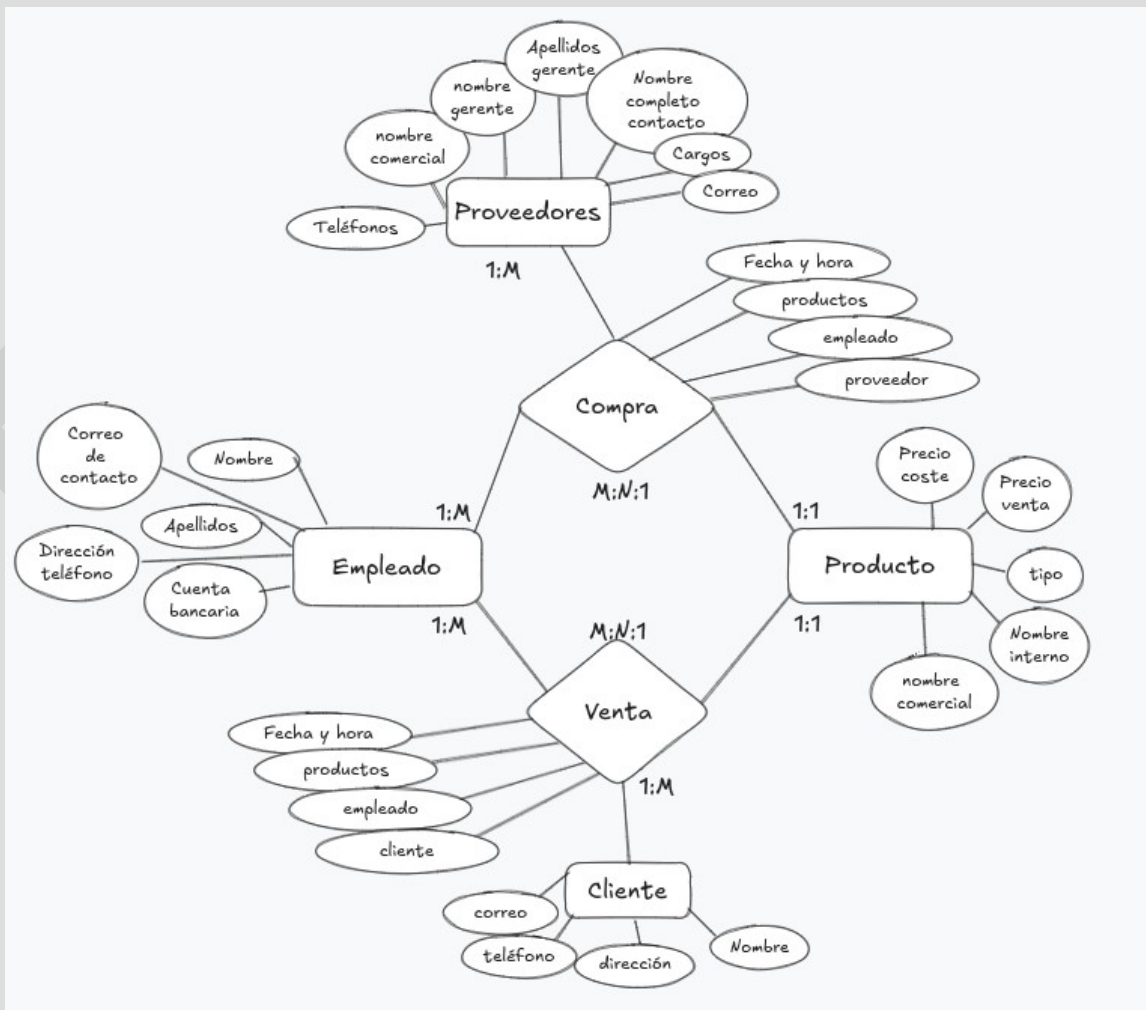 Apellidos
gerente
nombre
gerente
Nombre
completo
contacto
nombre
comercial
Cargos
Correo
Teléfonos
Proveedores
1:M
Fecha y hora
productos
empleado
proveedor
Compra
M:N:1
Correo
de
contacto
Nombre
Apellidos
Dirección
teléfono
Cuenta
bancaria
1:M
Empleado
1:M
Precio
coste
Precio
venta
1:1
Producto
tipo
Nombre
interno
nombre
comercial
1:1
M:N:1
Venta
1:M
Fecha y hora
productos
empleado
cliente
Cliente
correo
teléfono
dirección
Nombre